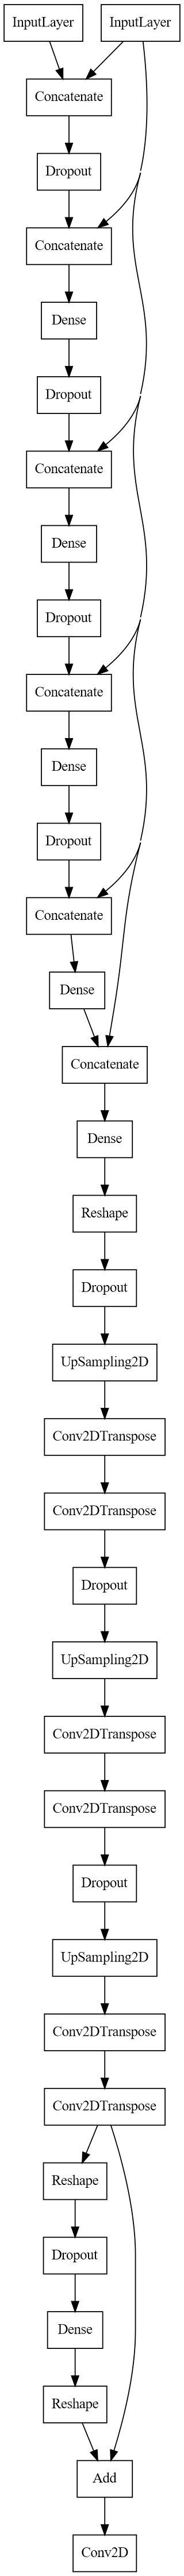 InputLayer
InputLayer
Concatenate
Dropout
Concatenate
Dense
Dropout
Concatenate
Dense
Dropout
Concatenate
Dense
Dropout
Concatenate
Dense
Concatenate
Dense
Reshape
Dropout
UpSampling2D
Conv2DTranspose
Conv2DTranspose
Dropout
UpSampling2D
Conv2DTranspose
Conv2DTranspose
Dropout
UpSampling2D
Conv2DTranspose
Conv2DTranspose
Reshape
Dropout
Dense
Reshape
Add
Conv2D